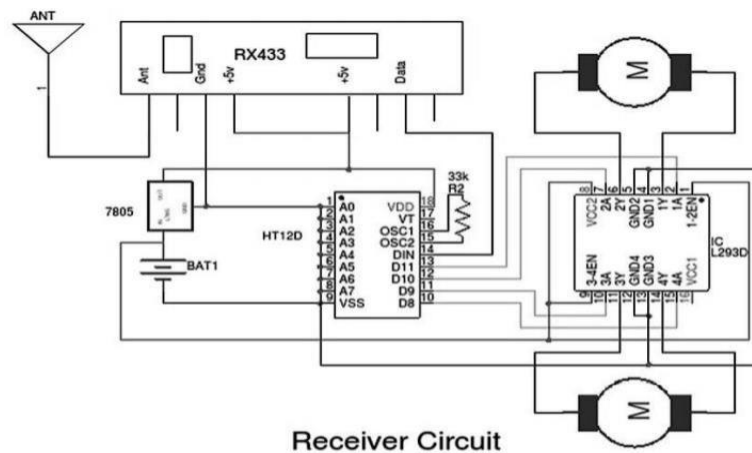 ANT
1
RX433
Ant
Gnd
+5v
+5v
Data
M
33k
R2
7805
BAT1
HT12D
1 A0 VDD 18
2 A1 VT 17
3 A2 OSC1 16
4 A3 OSC2 15
5 A4 DIN 14
6 A5 D11 13
7 A6 D10 12
8 A7 D9 11
9 VSS D8 10
8 7 6 5 4 3 2 1
VCC2 2A 2Y GND2 GND1 1Y 1A 1-2EN
IC
L293D
3-4EN 3A 3Y GND4 GND3 4Y 4A VCC1
9 10 11 12 13 14 15 16
M
Receiver Circuit